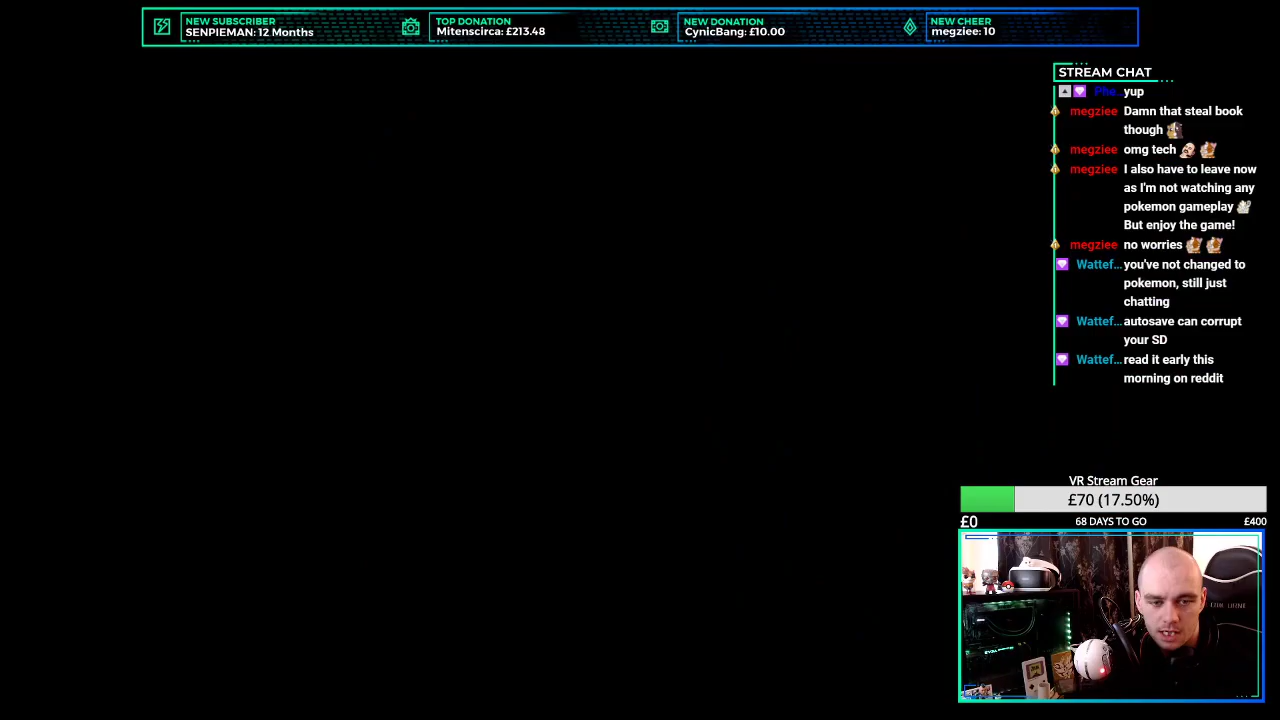 NEW SUBSCRIBER
SENPIEMAN: 12 Months
TOP DONATION
Mitenscirca: £213.48
NEW DONATION
CynicBang: £10.00
NEW CHEER
megziee: 10
STREAM CHAT
Phe... yup
megziee Damn that steal book
though
megziee omg tech
megziee I also have to leave now
as I'm not watching any
pokemon gameplay
But enjoy the game!
megziee no worries
Wattef... you've not changed to
pokemon, still just
chatting
Wattef... autosave can corrupt
your SD
Wattef... read it early this
morning on reddit
VR Stream Gear
£70 (17.50%)
£0 68 DAYS TO GO £400